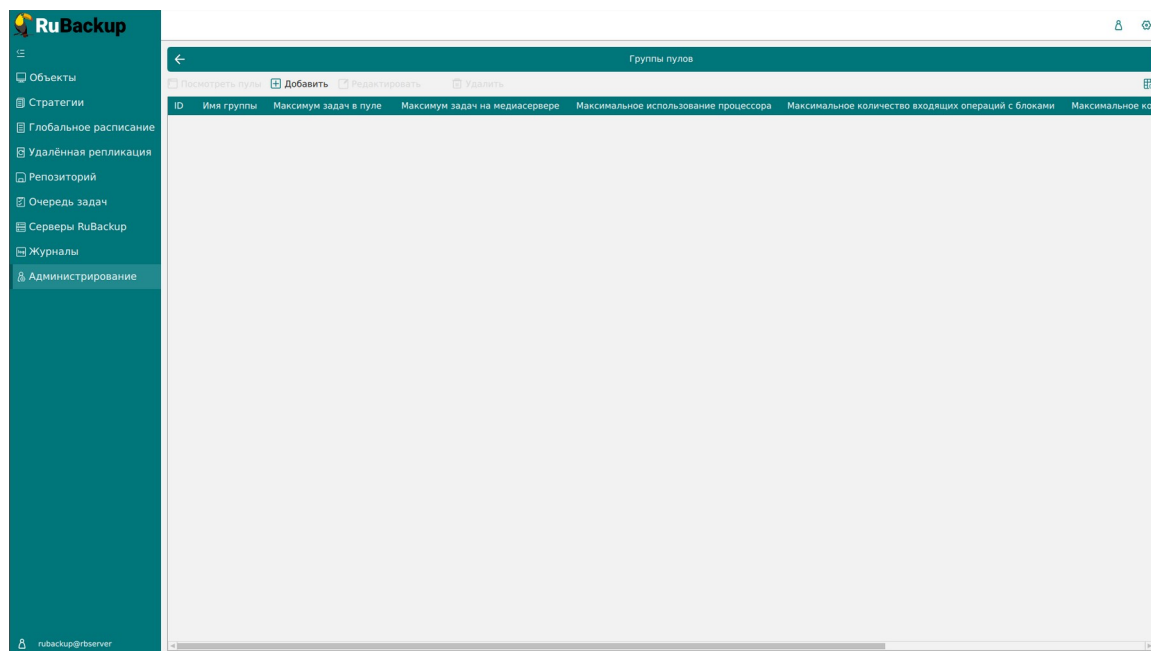 RuBackup
Объекты
Стратегии
Глобальное расписание
Удалённая репликация
Репозиторий
Очередь задач
Серверы RuBackup
Журналы
Администрирование
rubackup@rbserver
Группы пулов
Посмотреть пулы Добавить Редактировать Удалить
ID Имя группы Максимум задач в пуле Максимум задач на медиасервере Максимальное использование процессора Максимальное количество входящих операций с блоками Максимальное ко